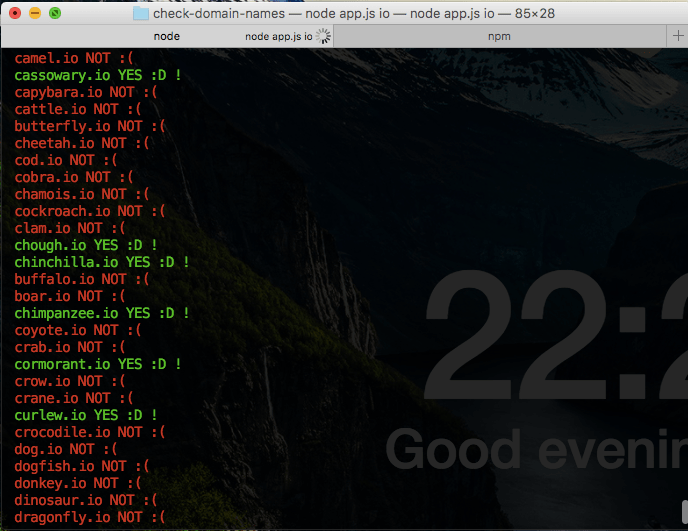 check-domain-names — node app.js io — node app.js io — 85×28
node node app.js io npm
camel.io NOT :(
cassowary.io YES :D !
capybara.io NOT :(
cattle.io NOT :(
butterfly.io NOT :(
cheetah.io NOT :(
cod.io NOT :(
cobra.io NOT :(
chamois.io NOT :(
cockroach.io NOT :(
clam.io NOT :(
chough.io YES :D !
chinchilla.io YES :D !
buffalo.io NOT :(
boar.io NOT :(
chimpanzee.io YES :D !
coyote.io NOT :(
crab.io NOT :(
cormorant.io YES :D !
crow.io NOT :(
crane.io NOT :(
curlew.io YES :D !
crocodile.io NOT :(
dog.io NOT :(
dogfish.io NOT :(
donkey.io NOT :(
dinosaur.io NOT :(
dragonfly.io NOT :(
22:2
Good evenin